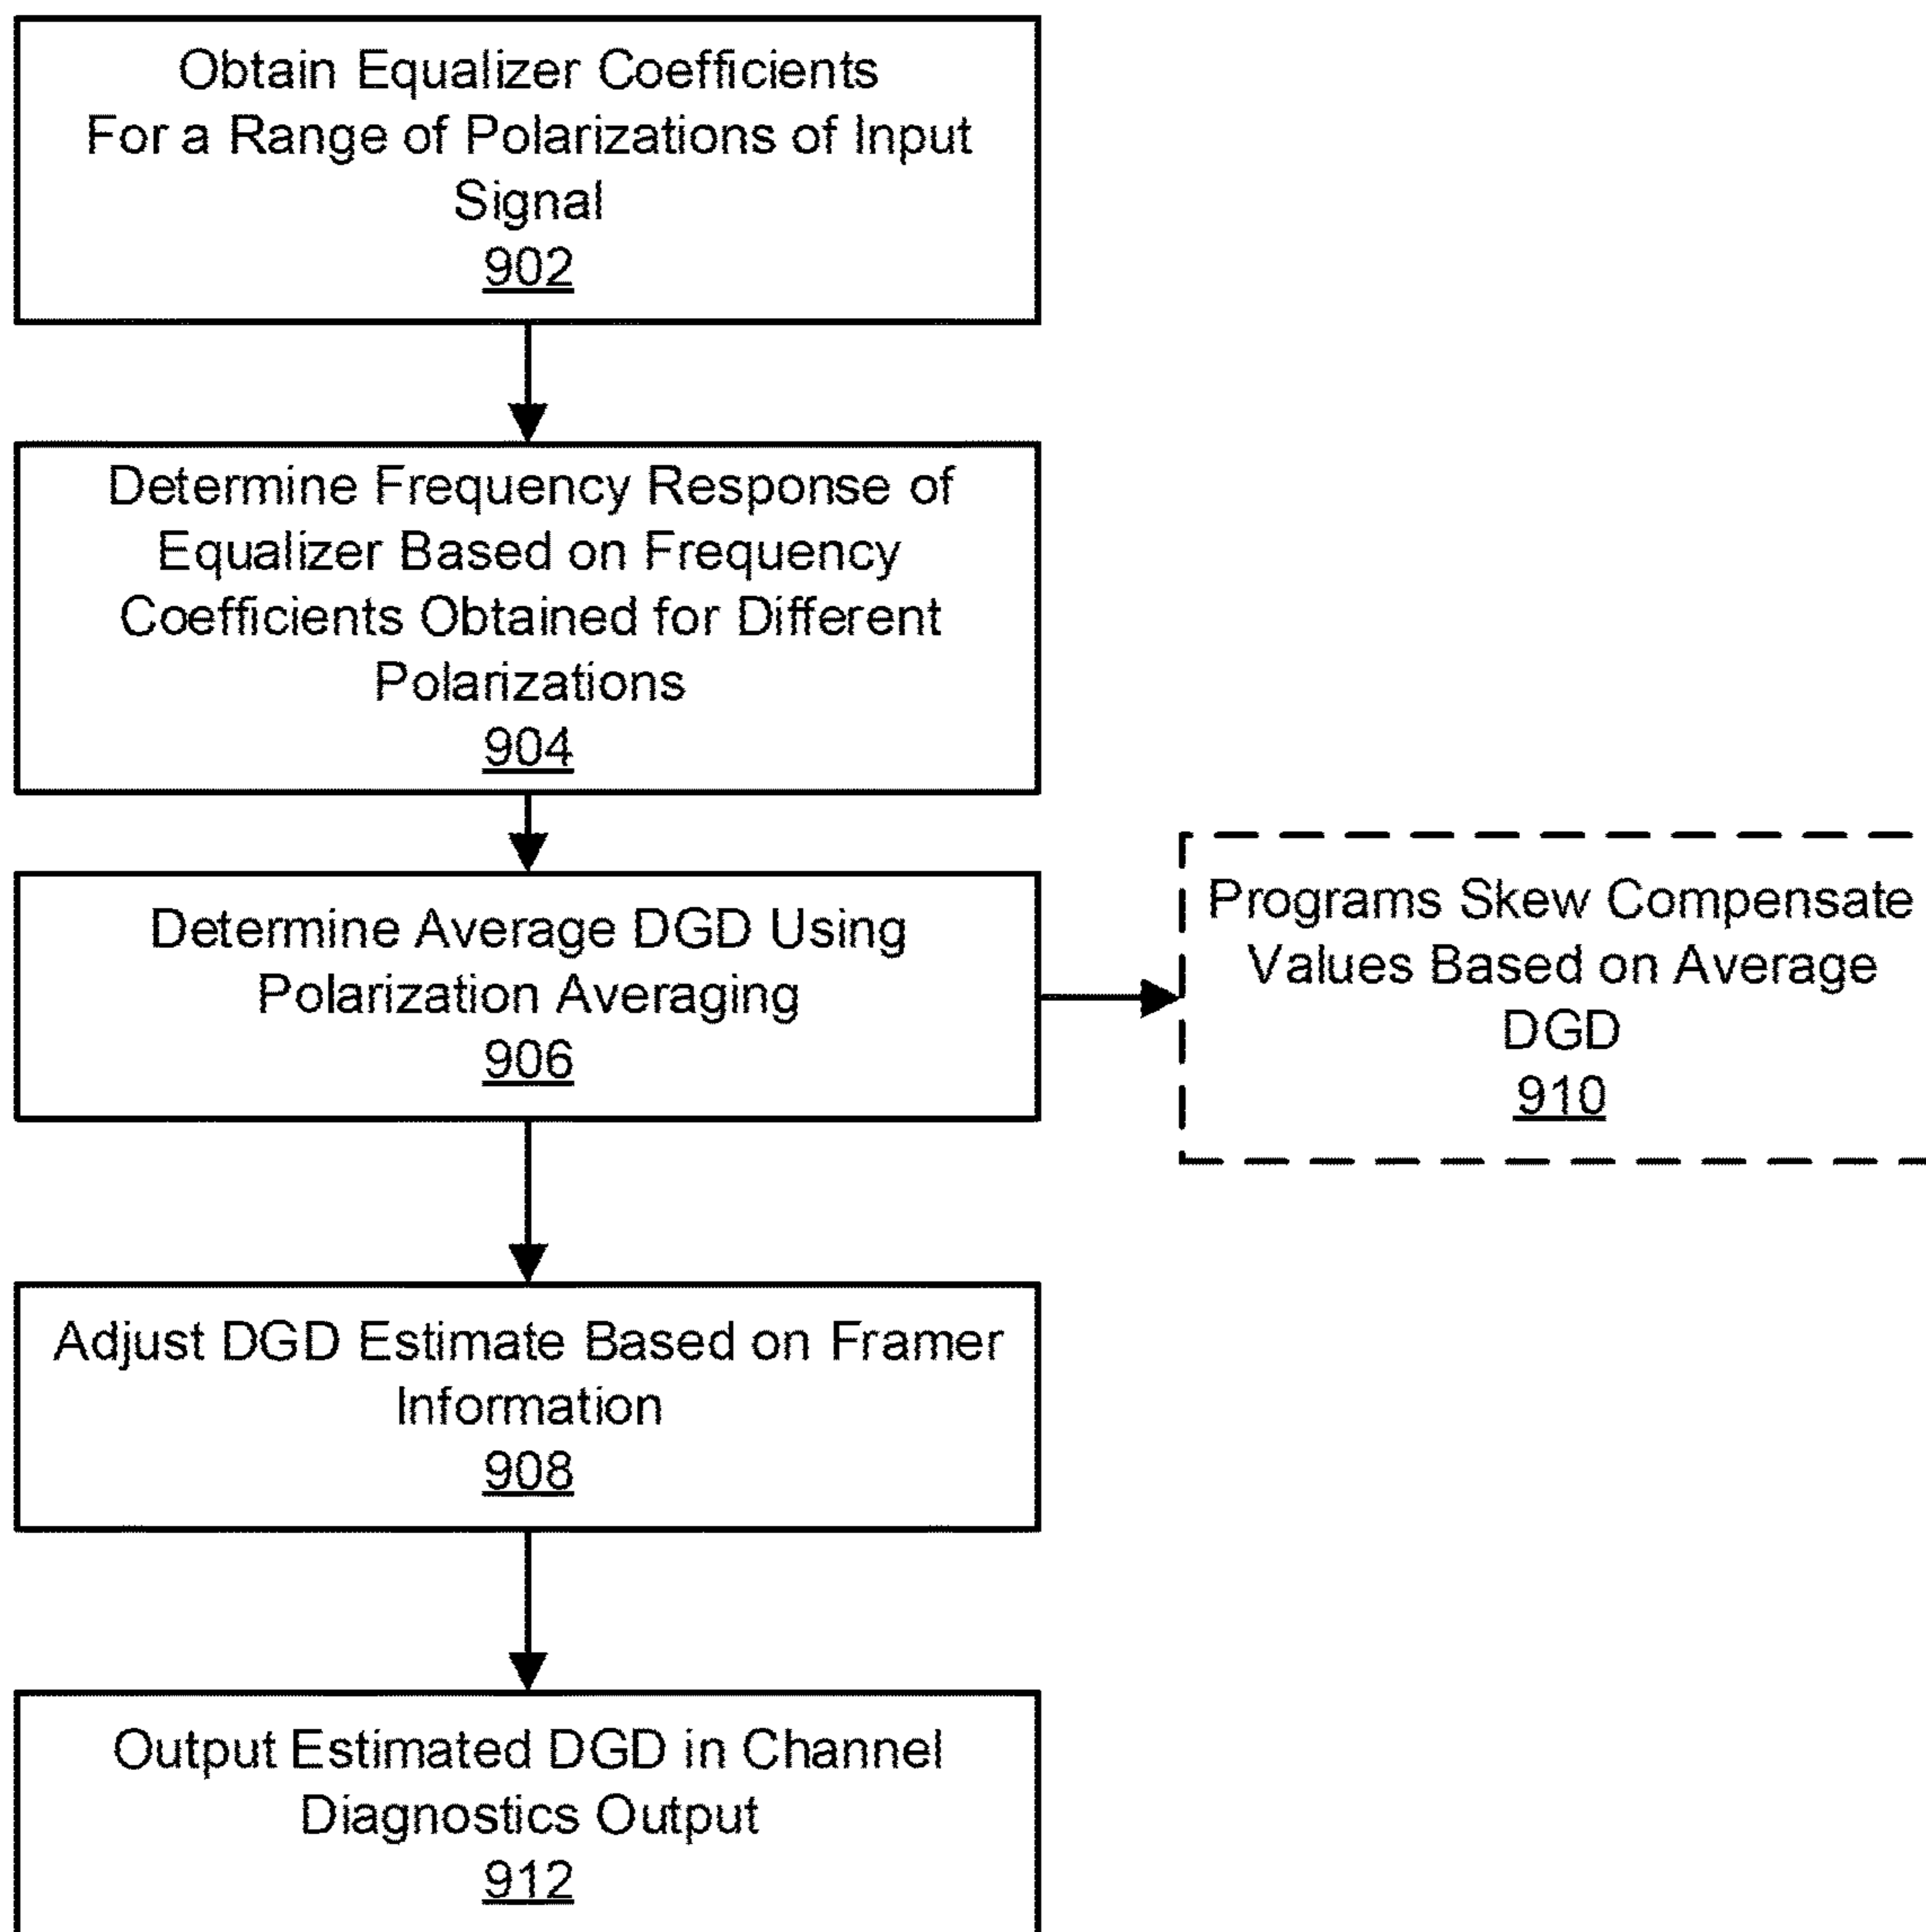 Obtain Equalizer Coefficients
For a Range of Polarizations of Input
Signal
902
Determine Frequency Response of
Equalizer Based on Frequency
Coefficients Obtained for Different
Polarizations
904
Determine Average DGD Using
Polarization Averaging
906
Programs Skew Compensate
Values Based on Average
DGD
910
Adjust DGD Estimate Based on Framer
Information
908
Output Estimated DGD in Channel
Diagnostics Output
912